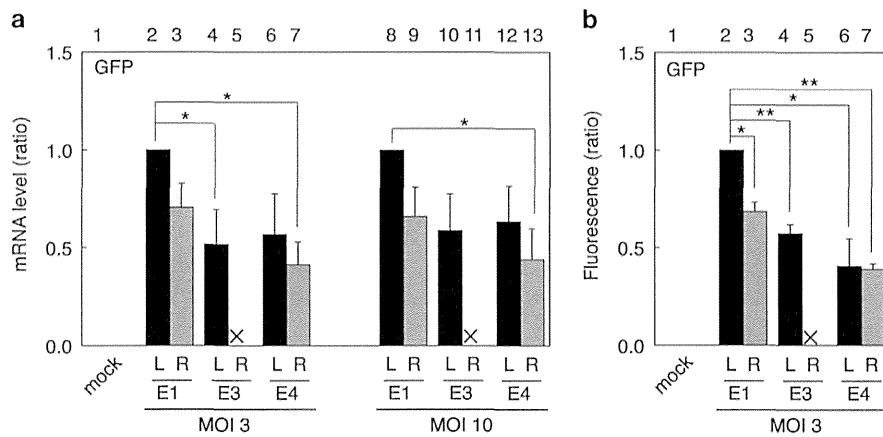 a
1 2 3 4 5 6 7 8 9 10 11 12 13
1.5
GFP
*
*
*
1.0
0.5
0.0
mRNA level (ratio)
×
×
mock
L R L R L R L R L R L R
E1 E3 E4 E1 E3 E4
MOI 3 MOI 10
b
1 2 3 4 5 6 7
1.5
GFP
**
*
**
*
1.0
0.5
0.0
Fluorescence (ratio)
×
mock
L R L R L R
E1 E3 E4
MOI 3